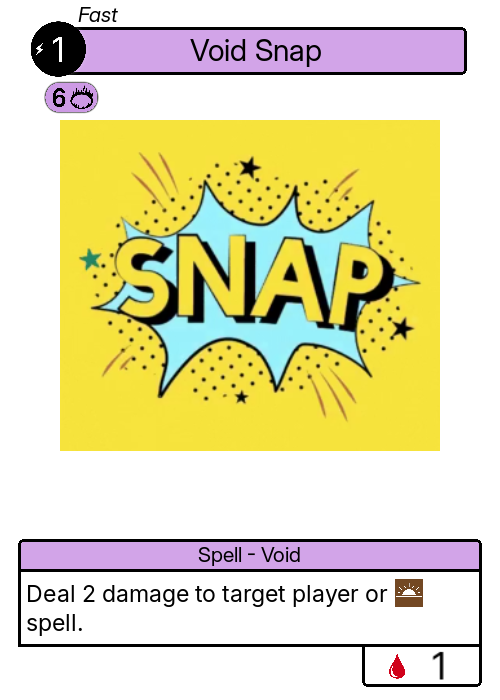 Fast
1
Void Snap
6
SNAP
Spell - Void
Deal 2 damage to target player or
spell.
1